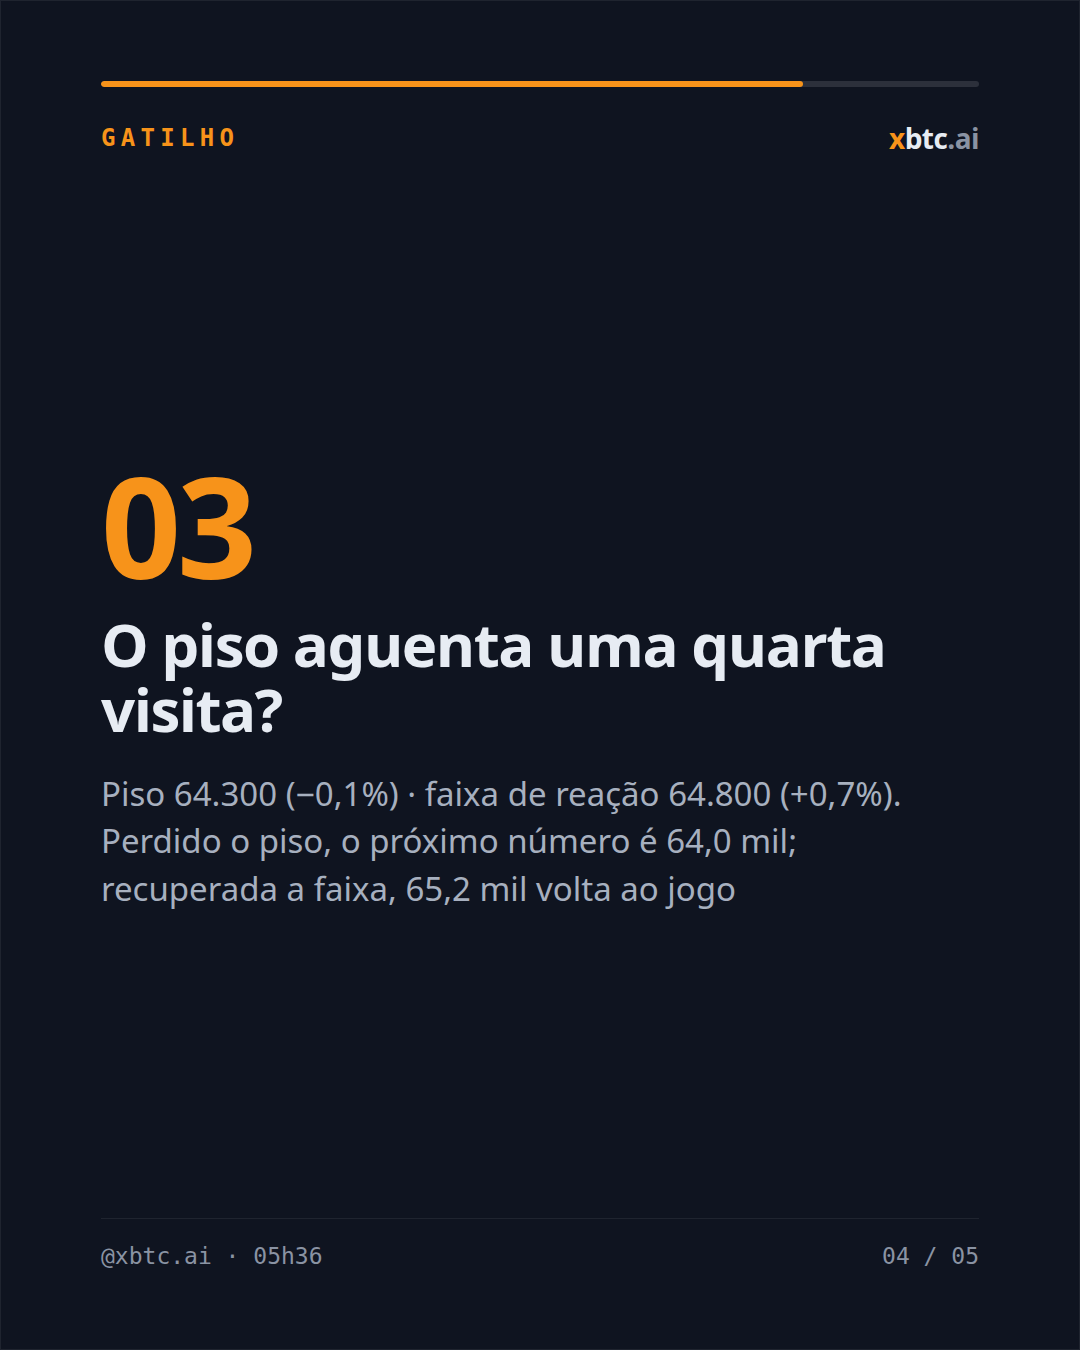 GATILHO
xbtc.ai
03
O piso aguenta uma quarta
visita?
Piso 64.300 (−0,1%) · faixa de reação 64.800 (+0,7%).
Perdido o piso, o próximo número é 64,0 mil;
recuperada a faixa, 65,2 mil volta ao jogo
@xbtc.ai · 05h36
04 / 05